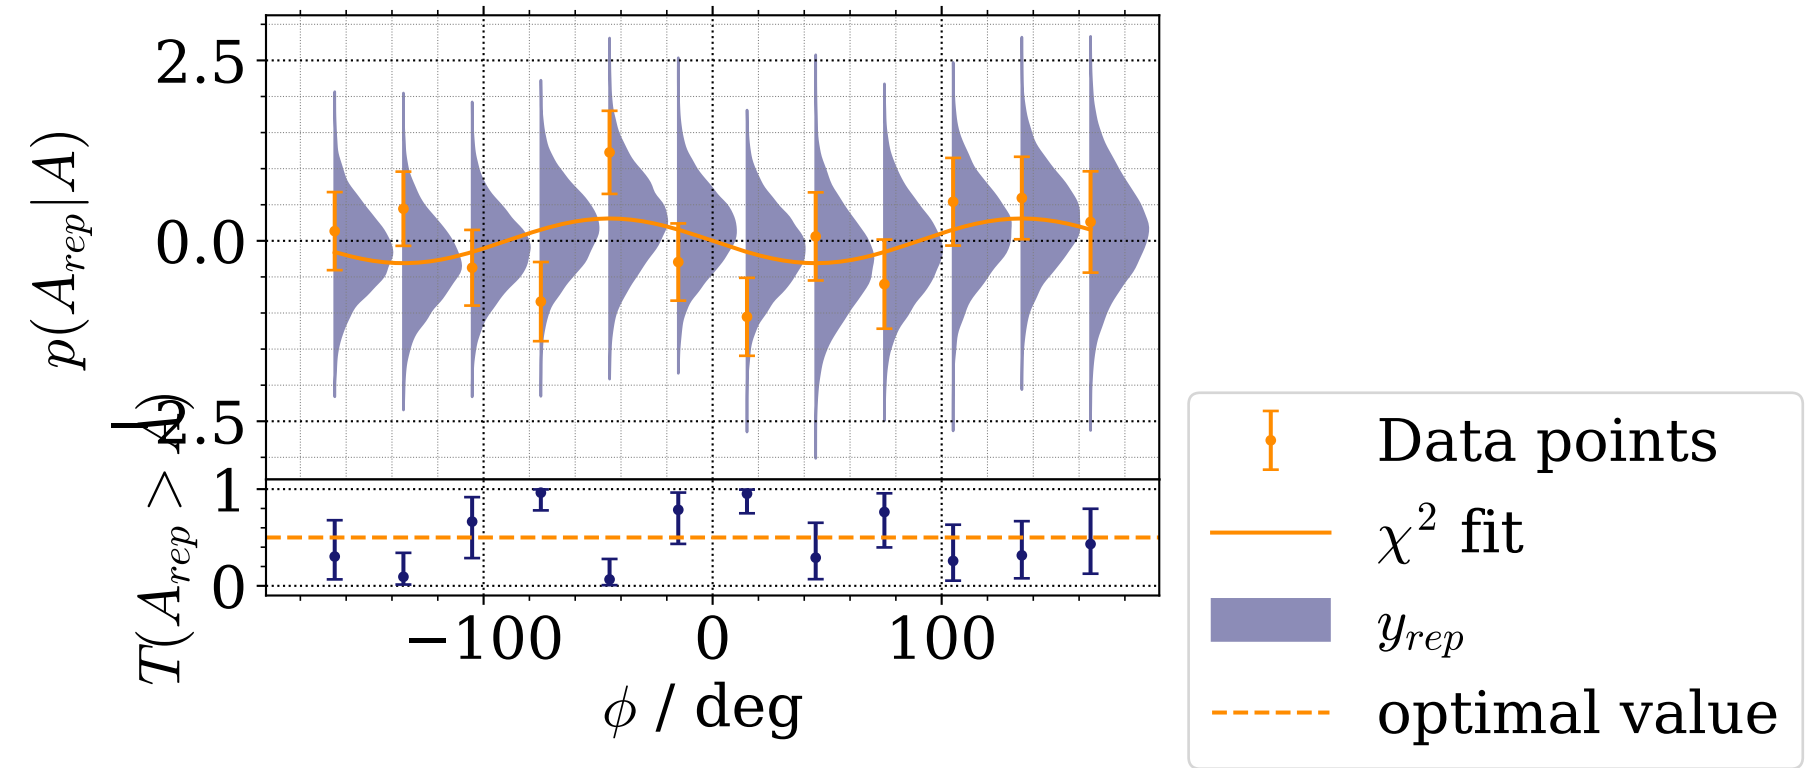 p(A_rep|A)
2.5
0.0
−2.5
T(A_rep > A)
1
0
−100
0
100
ϕ / deg
Data points
χ² fit
y_rep
optimal value